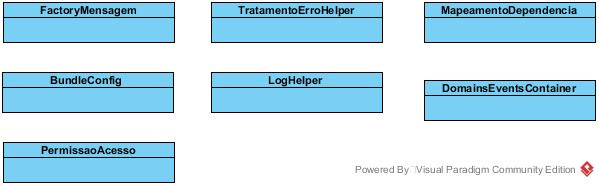 FactoryMensagem
TratamentoErroHelper
MapeamentoDependencia
BundleConfig
LogHelper
DomainsEventsContainer
PermissaoAcesso
Powered By Visual Paradigm Community Edition